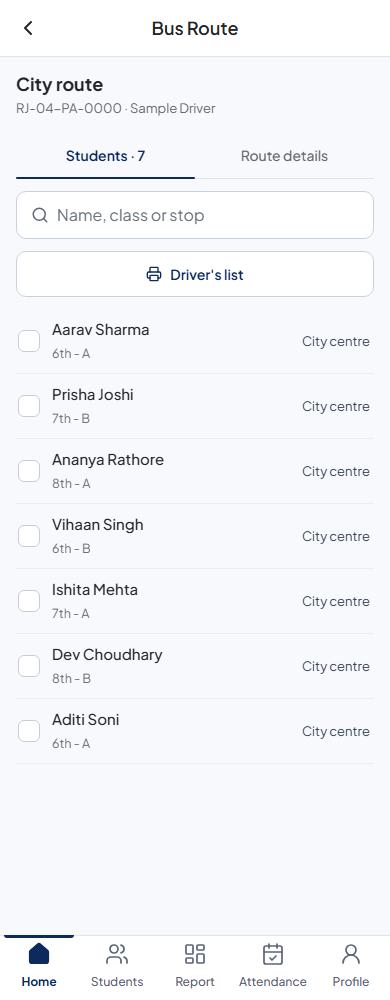 Bus Route
City route
RJ-04-PA-0000 · Sample Driver
Students · 7
Route details
Name, class or stop
Driver's list
Aarav Sharma
6th - A
City centre
Prisha Joshi
7th - B
City centre
Ananya Rathore
8th - A
City centre
Vihaan Singh
6th - B
City centre
Ishita Mehta
7th - A
City centre
Dev Choudhary
8th - B
City centre
Aditi Soni
6th - A
City centre
Home
Students
Report
Attendance
Profile